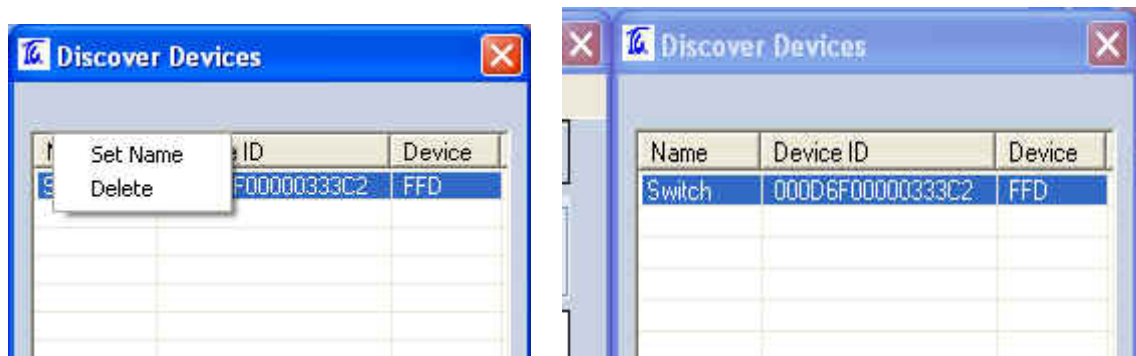 Discover Devices
Set Name
ID
Device
Delete
F00000333C2
FFD
Discover Devices
Name
Device ID
Device
Switch
000D6F00000333C2
FFD